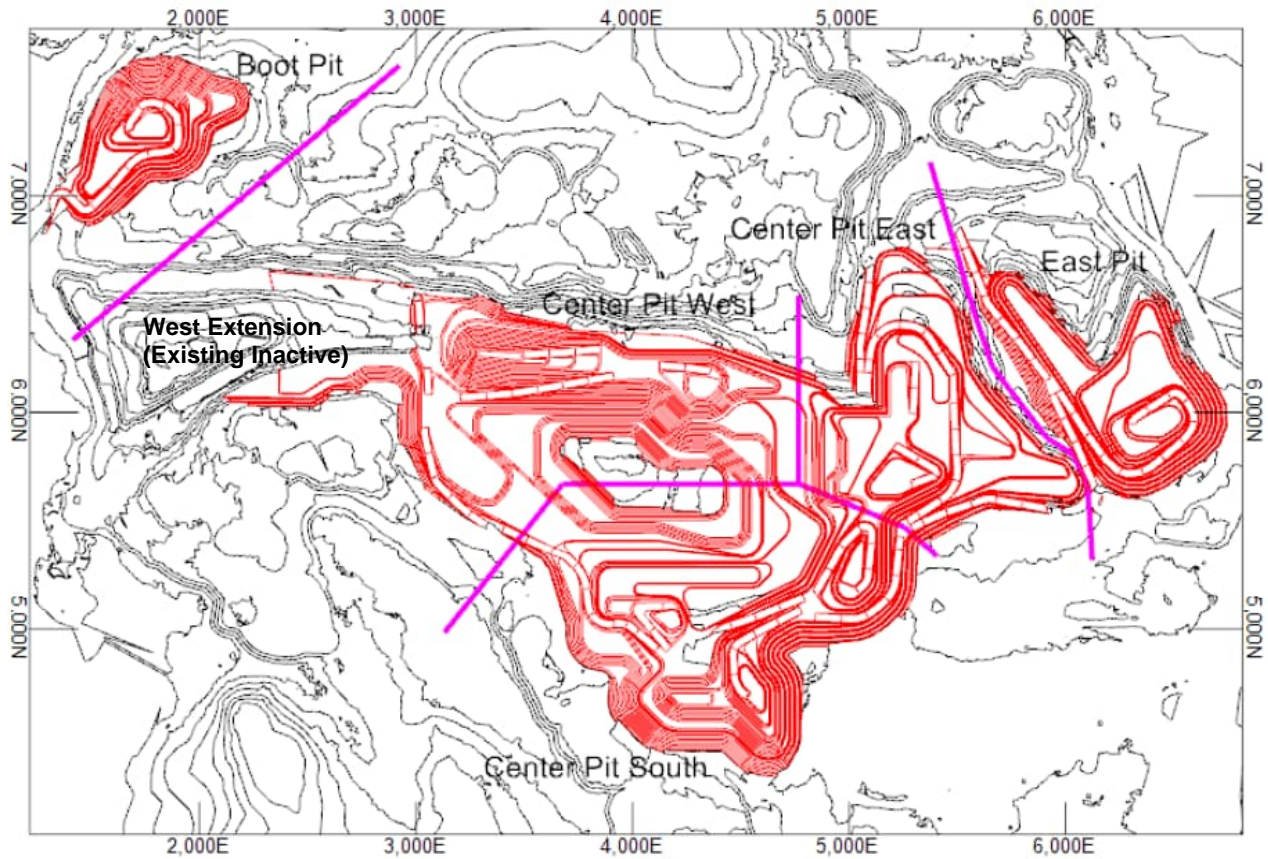 2,000E 3,000E 4,000E 5,000E 6,000E
Boot Pit
7,000N
7,000N
Center Pit East
East Pit
Center Pit West
West Extension
(Existing Inactive)
6,000N
6,000N
5,000N
5,000N
Center Pit South
2,000E 3,000E 4,000E 5,000E 6,000E